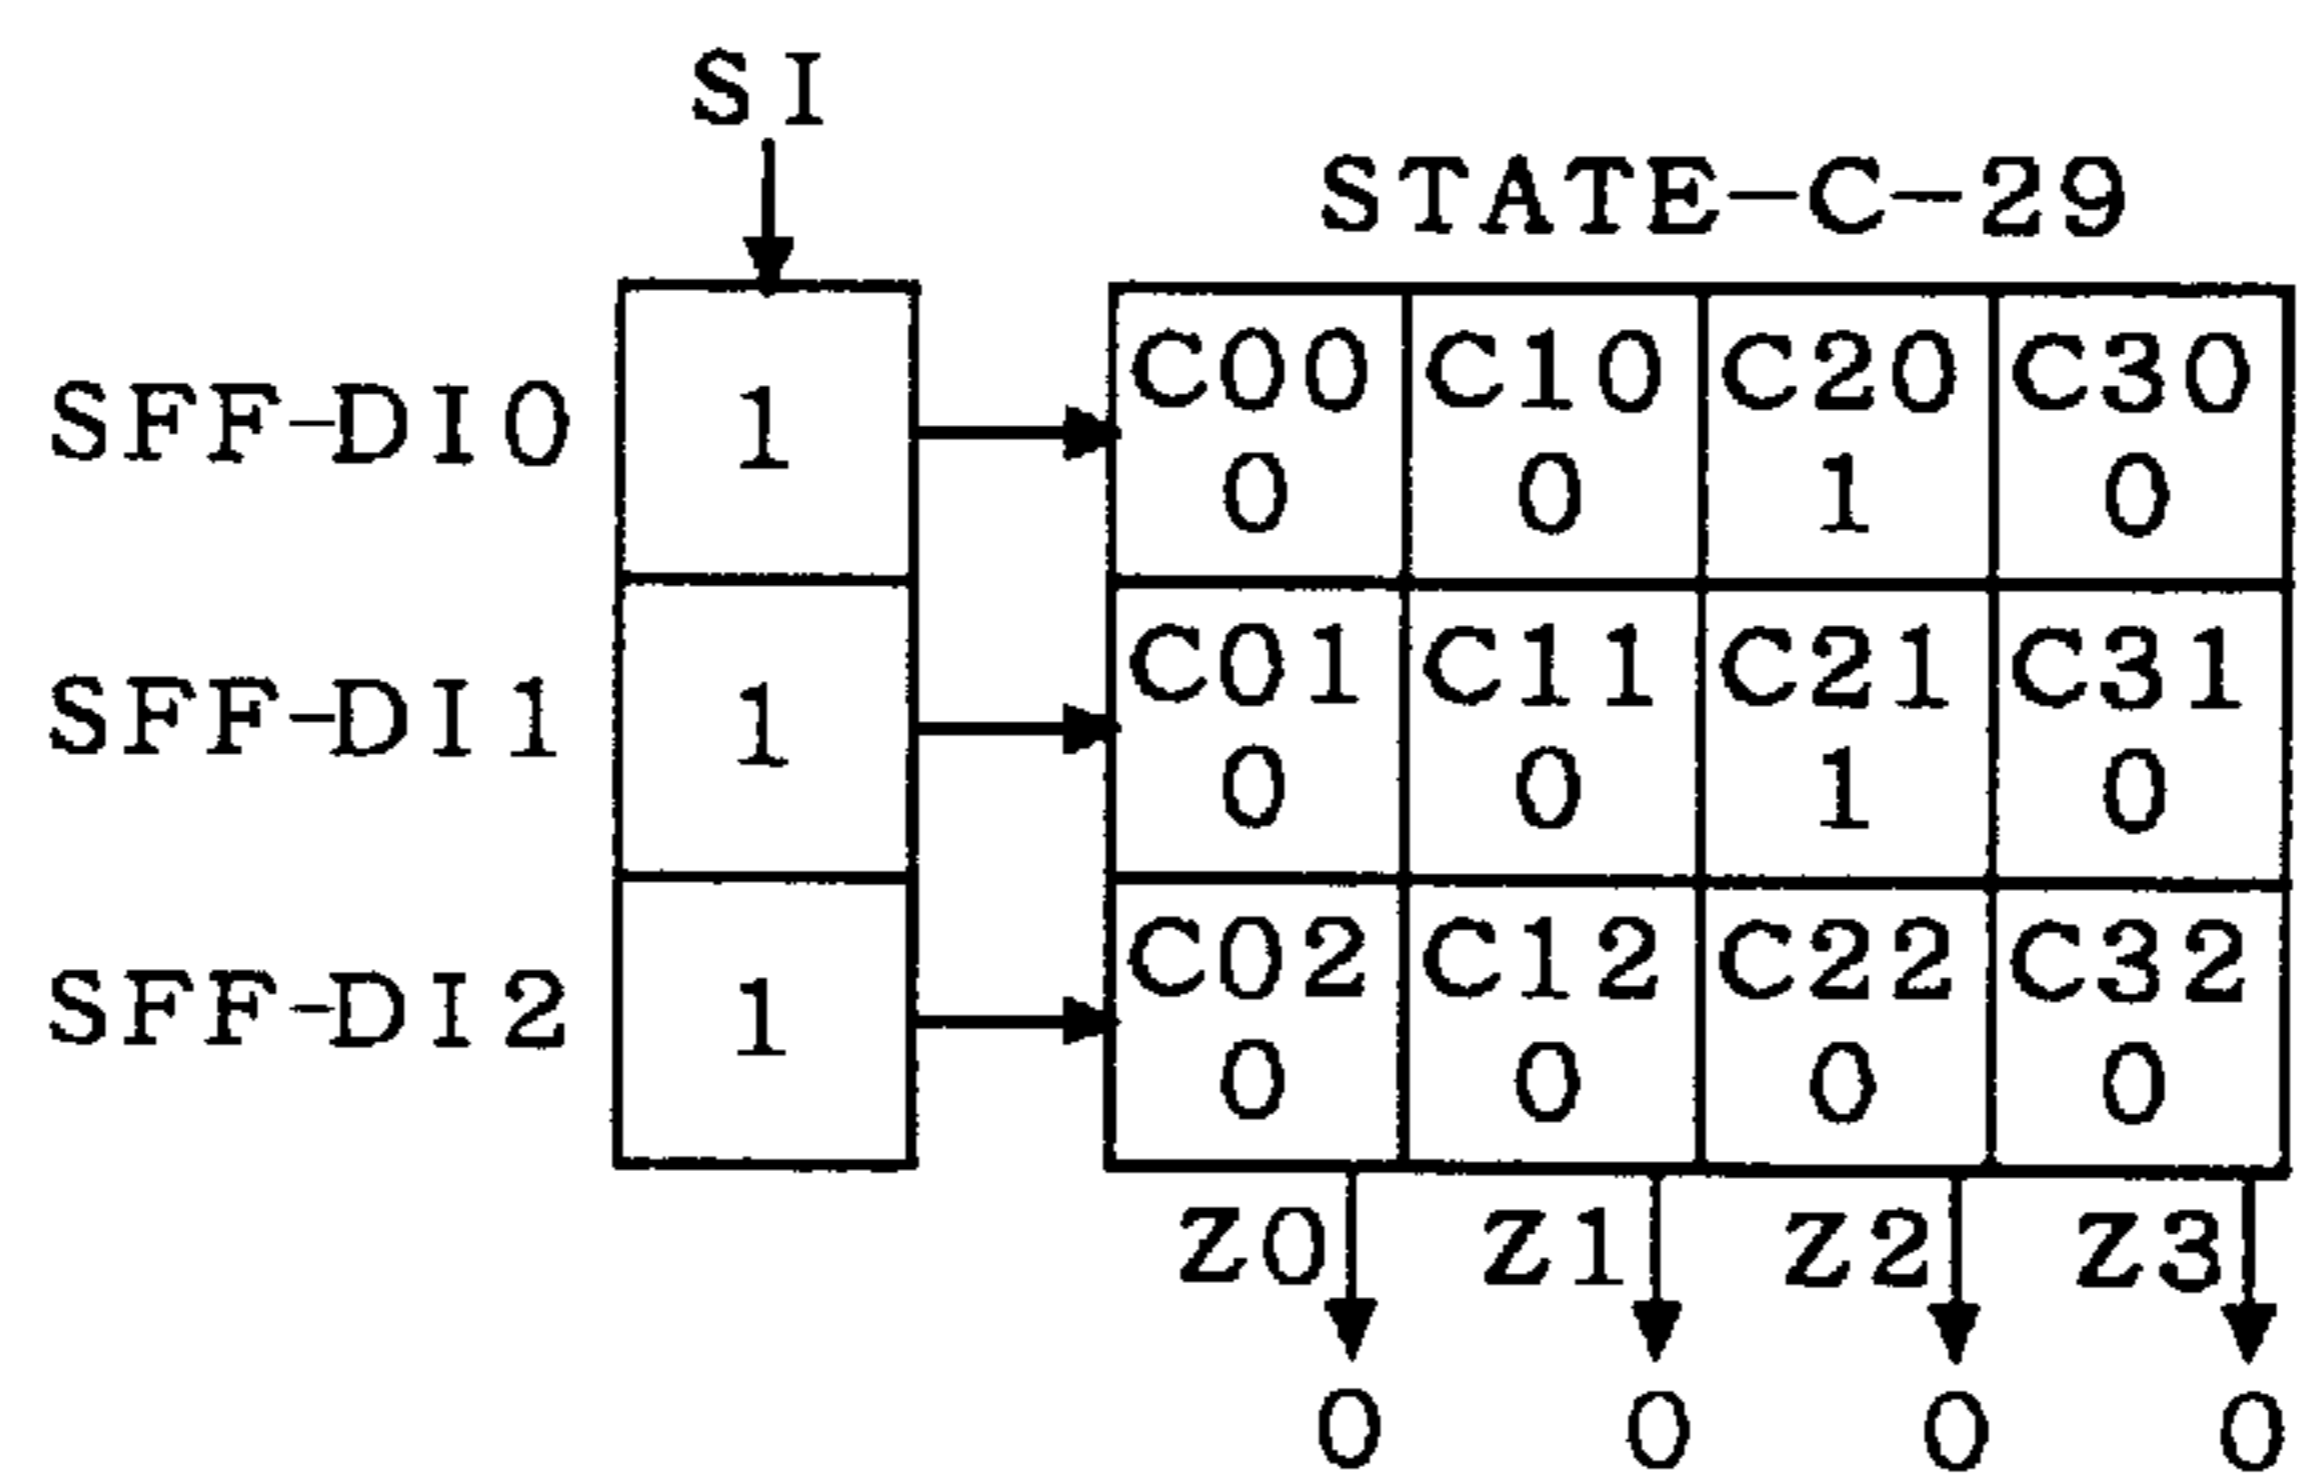 SI
STATE-C-29
C00 C10 C20 C30
SFF-DI0 1 0 0 1 0
C01 C11 C21 C31
SFF-DI1 1 0 0 1 0
C02 C12 C22 C32
SFF-DI2 1 0 0 0 0
Z0 Z1 Z2 Z3
0 0 0 0